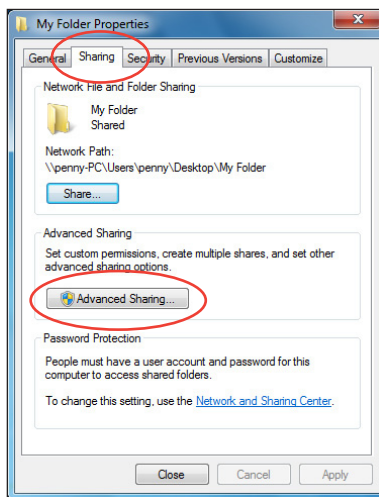 My Folder Properties
General Sharing Security Previous Versions Customize
Network File and Folder Sharing
My Folder
Shared
Network Path:
\\penny-PC\Users\penny\Desktop\My Folder
Share...
Advanced Sharing
Set custom permissions, create multiple shares, and set other
advanced sharing options.
Advanced Sharing...
Password Protection
People must have a user account and password for this
computer to access shared folders.
To change this setting, use the Network and Sharing Center.
Close Cancel Apply